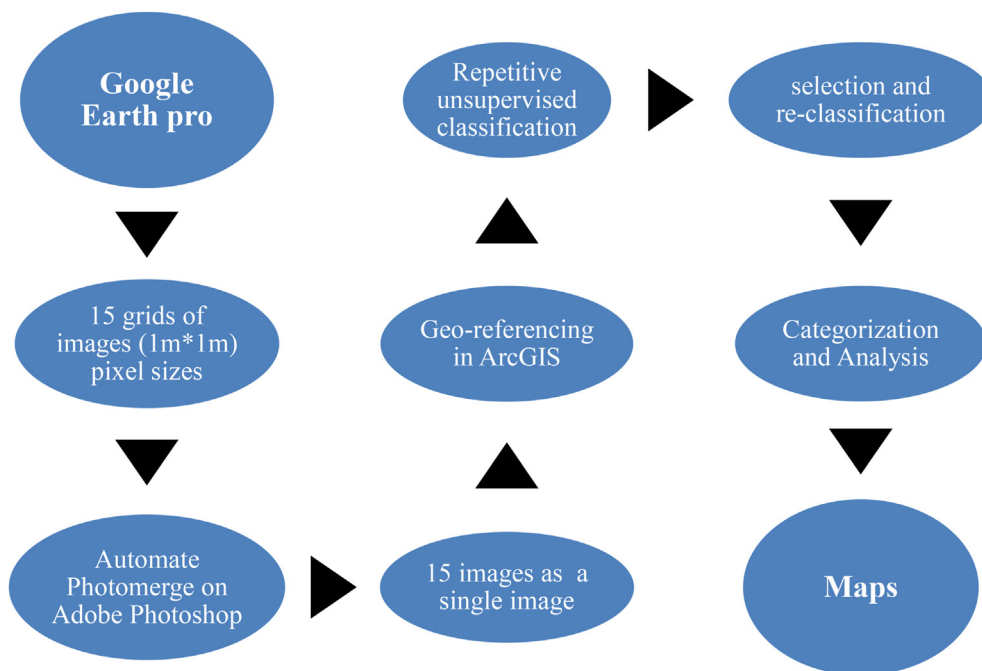 Google
Earth pro
15 grids of
images (1m*1m)
pixel sizes
Automate
Photomerge on
Adobe Photoshop
15 images as a
single image
Geo-referencing
in ArcGIS
Repetitive
unsupervised
classification
selection and
re-classification
Categorization
and Analysis
Maps